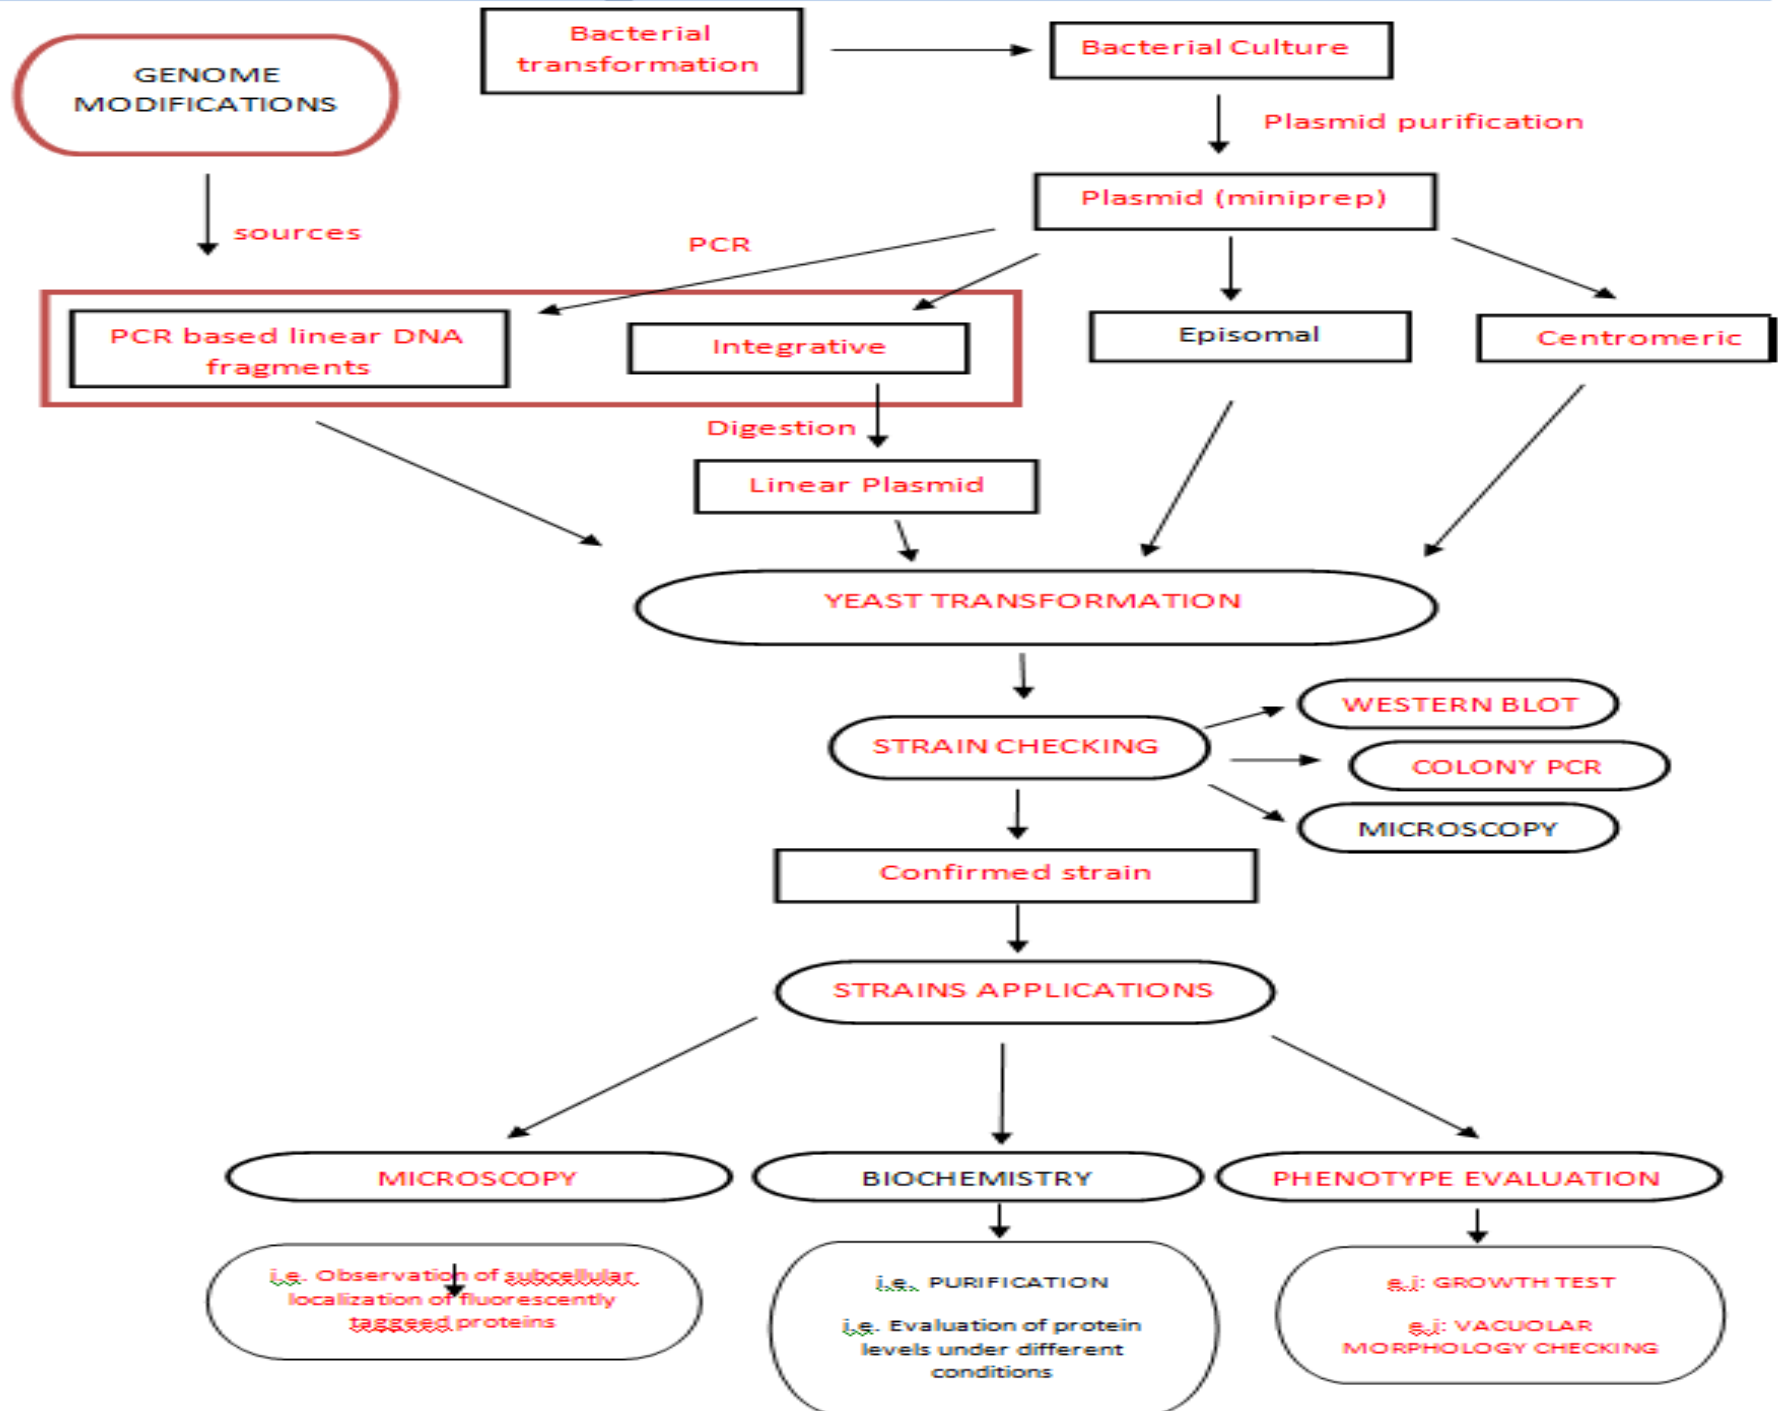 Bacterial
transformation
Bacterial Culture
GENOME
MODIFICATIONS
Plasmid purification
Plasmid (miniprep)
sources
PCR
PCR based linear DNA
fragments
Integrative
Episomal
Centromeric
Digestion
Linear Plasmid
YEAST TRANSFORMATION
STRAIN CHECKING
WESTERN BLOT
COLONY PCR
MICROSCOPY
Confirmed strain
STRAINS APPLICATIONS
MICROSCOPY
BIOCHEMISTRY
PHENOTYPE EVALUATION
i.e. Observation of subcellular
localization of fluorescently
taggeed proteins
i.e. PURIFICATION
i.e. Evaluation of protein
levels under different
conditions
e.j: GROWTH TEST
e.j: VACUOLAR
MORPHOLOGY CHECKING